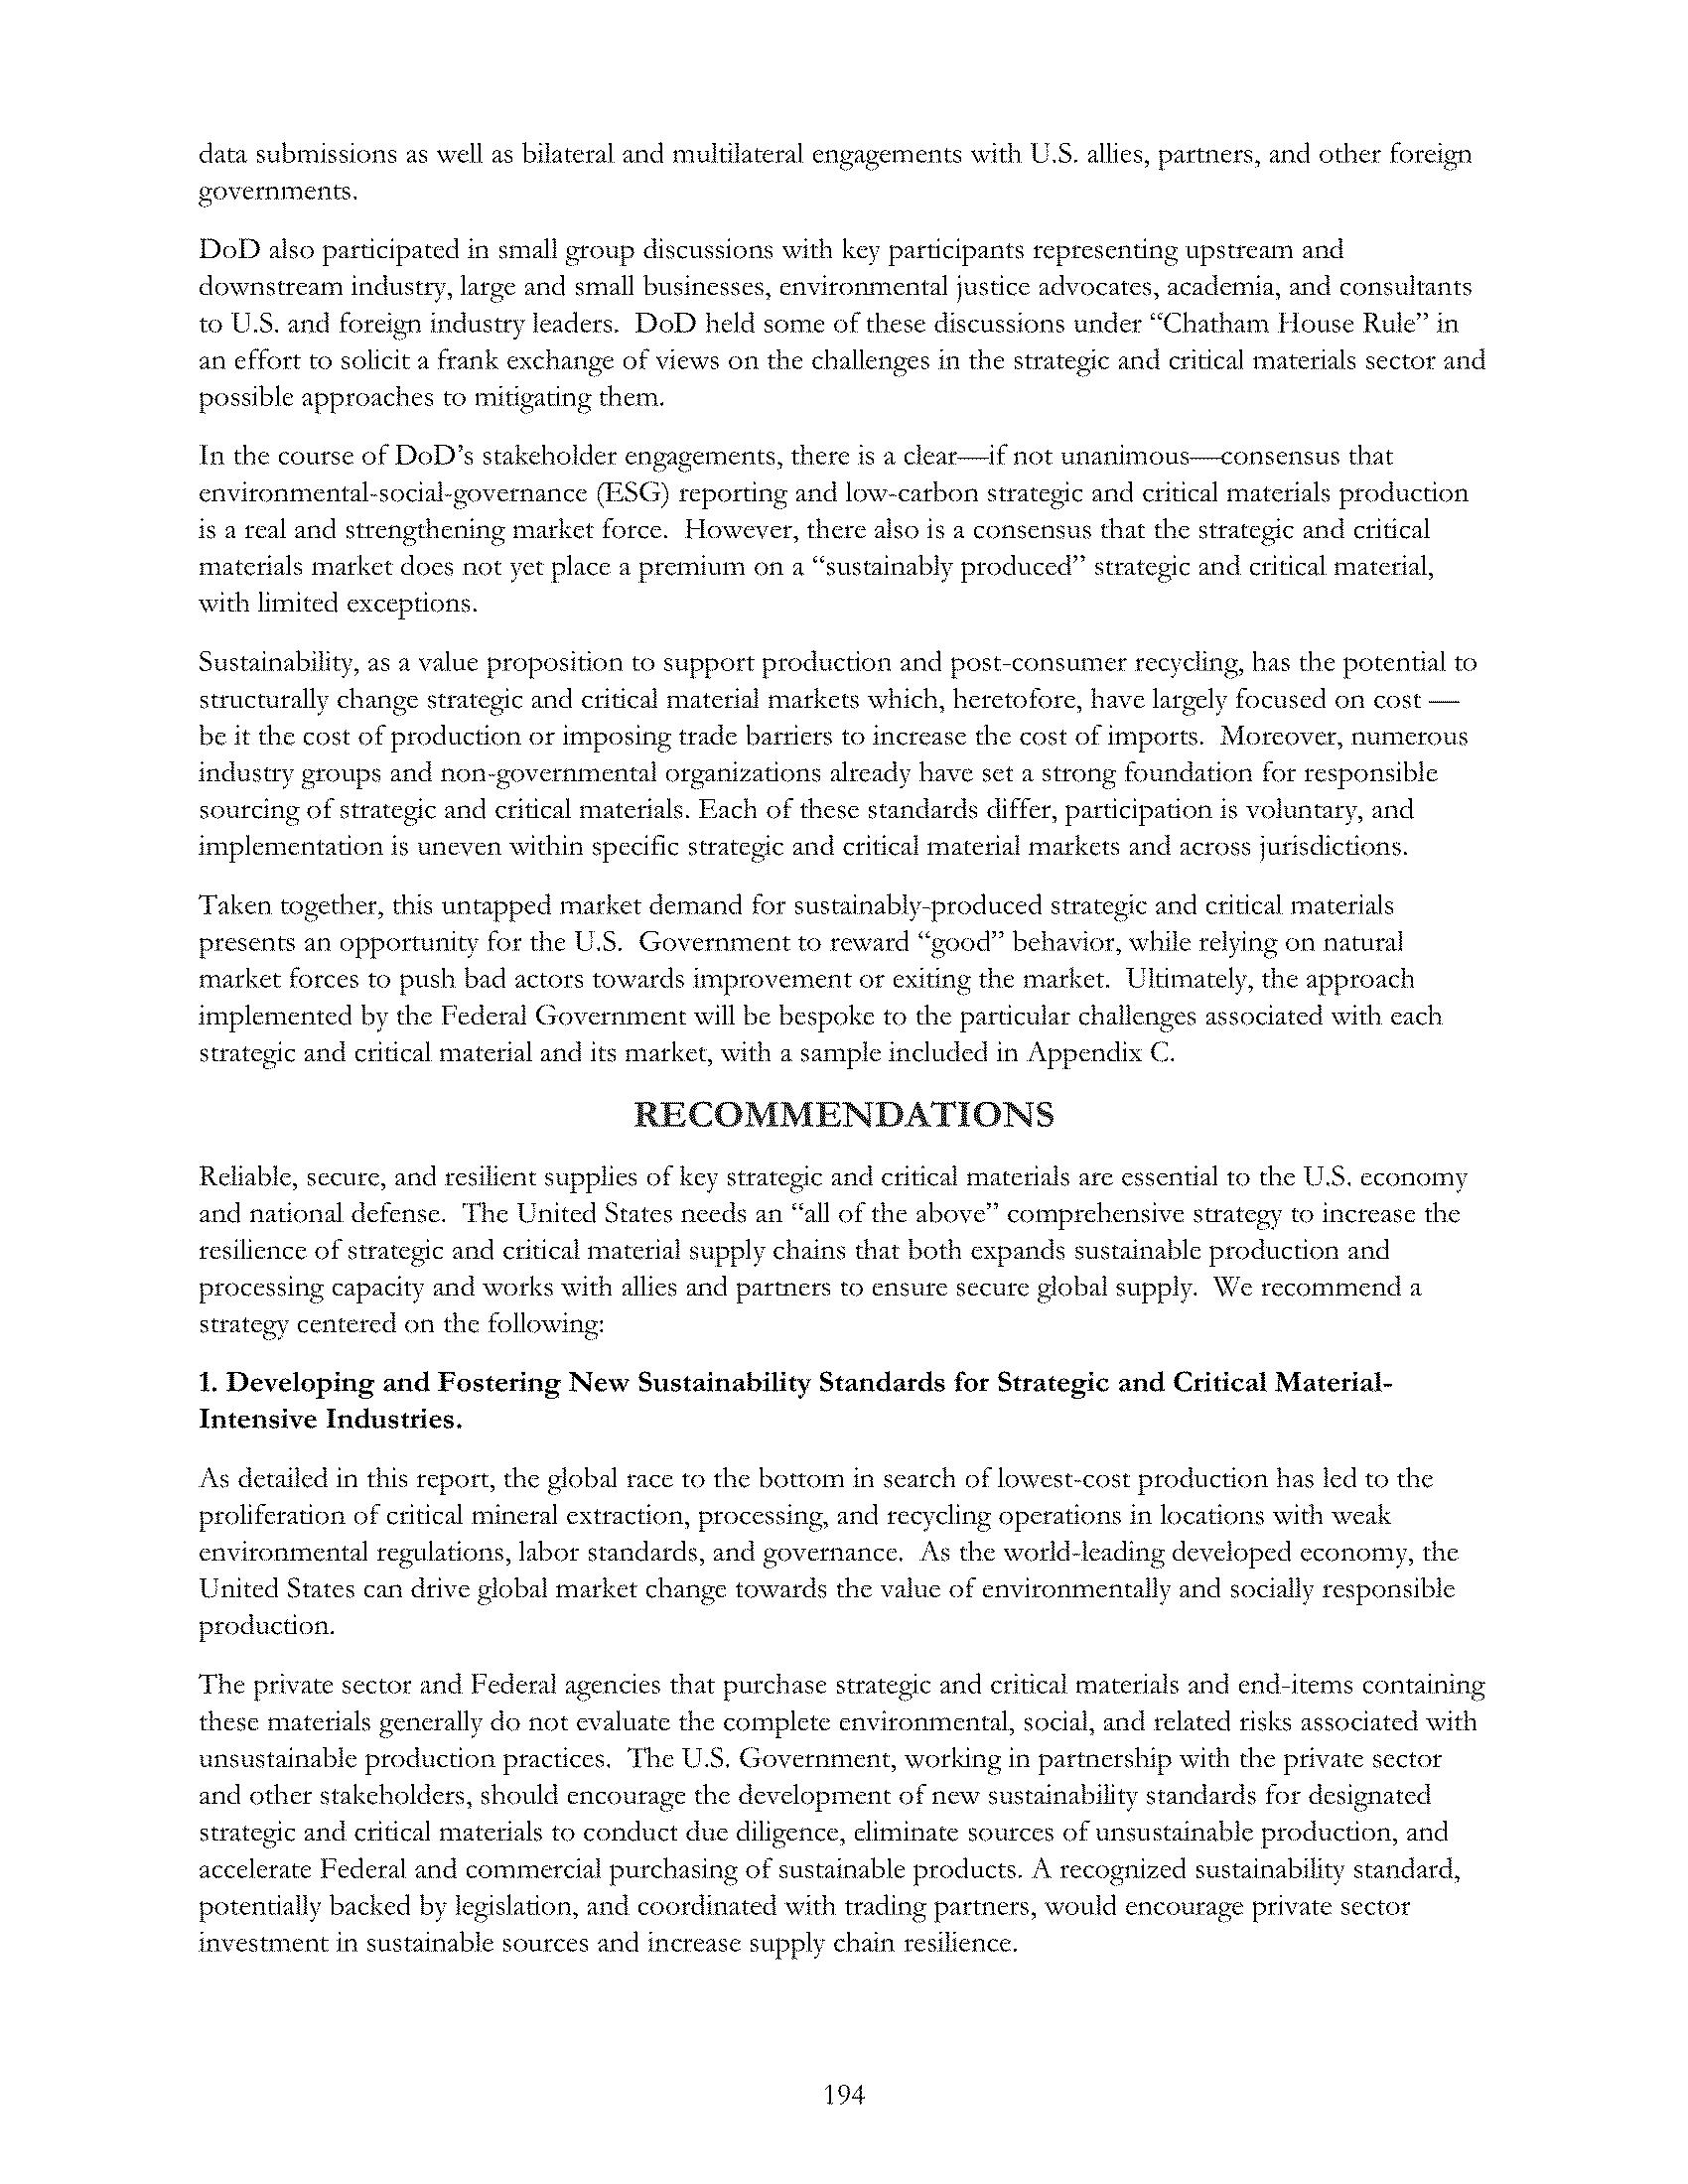 data submissions as well as bilateral and multilateral engagements with U.S. allies, partners, and other foreign
governments.
DoD also participated in small group discussions with key participants representing upstream and
downstream industry, large and small businesses, environmental justice advocates, academia, and consultants
to U.S. and foreign industry leaders.  DoD held some of these discussions under “Chatham House Rule” in
an effort to solicit a frank exchange of views on the challenges in the strategic and critical materials sector and
possible approaches to mitigating them.
In the course of DoD’s stakeholder engagements, there is a clear—if not unanimous—consensus that
environmental-social-governance (ESG) reporting and low-carbon strategic and critical materials production
is a real and strengthening market force.  However, there also is a consensus that the strategic and critical
materials market does not yet place a premium on a “sustainably produced” strategic and critical material,
with limited exceptions.
Sustainability, as a value proposition to support production and post-consumer recycling, has the potential to
structurally change strategic and critical material markets which, heretofore, have largely focused on cost —
be it the cost of production or imposing trade barriers to increase the cost of imports.  Moreover, numerous
industry groups and non-governmental organizations already have set a strong foundation for responsible
sourcing of strategic and critical materials. Each of these standards differ, participation is voluntary, and
implementation is uneven within specific strategic and critical material markets and across jurisdictions.
Taken together, this untapped market demand for sustainably-produced strategic and critical materials
presents an opportunity for the U.S.  Government to reward “good” behavior, while relying on natural
market forces to push bad actors towards improvement or exiting the market.  Ultimately, the approach
implemented by the Federal Government will be bespoke to the particular challenges associated with each
strategic and critical material and its market, with a sample included in Appendix C.
RECOMMENDATIONS
Reliable, secure, and resilient supplies of key strategic and critical materials are essential to the U.S. economy
and national defense.  The United States needs an “all of the above” comprehensive strategy to increase the
resilience of strategic and critical material supply chains that both expands sustainable production and
processing capacity and works with allies and partners to ensure secure global supply.  We recommend a
strategy centered on the following:
1. Developing and Fostering New Sustainability Standards for Strategic and Critical Material-
Intensive Industries.
As detailed in this report, the global race to the bottom in search of lowest-cost production has led to the
proliferation of critical mineral extraction, processing, and recycling operations in locations with weak
environmental regulations, labor standards, and governance.  As the world-leading developed economy, the
United States can drive global market change towards the value of environmentally and socially responsible
production.
The private sector and Federal agencies that purchase strategic and critical materials and end-items containing
these materials generally do not evaluate the complete environmental, social, and related risks associated with
unsustainable production practices.  The U.S. Government, working in partnership with the private sector
and other stakeholders, should encourage the development of new sustainability standards for designated
strategic and critical materials to conduct due diligence, eliminate sources of unsustainable production, and
accelerate Federal and commercial purchasing of sustainable products. A recognized sustainability standard,
potentially backed by legislation, and coordinated with trading partners, would encourage private sector
investment in sustainable sources and increase supply chain resilience.
194